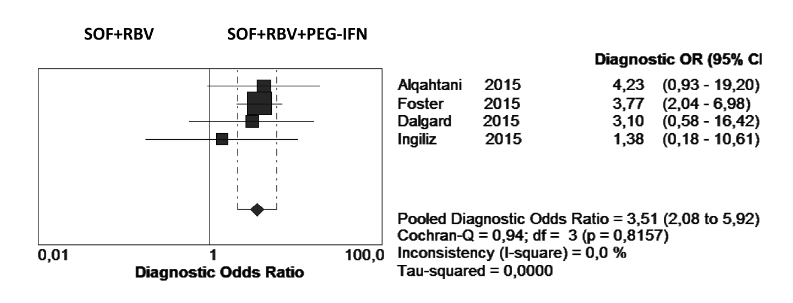 SOF+RBV SOF+RBV+PEG-IFN
Diagnostic OR (95% CI
Alqahtani 2015 4,23 (0,93 - 19,20)
Foster 2015 3,77 (2,04 - 6,98)
Dalgard 2015 3,10 (0,58 - 16,42)
Ingiliz 2015 1,38 (0,18 - 10,61)
Pooled Diagnostic Odds Ratio = 3,51 (2,08 to 5,92)
Cochran-Q = 0,94; df = 3 (p = 0,8157)
Inconsistency (I-square) = 0,0 %
Tau-squared = 0,0000
0,01 1 100,0
Diagnostic Odds Ratio